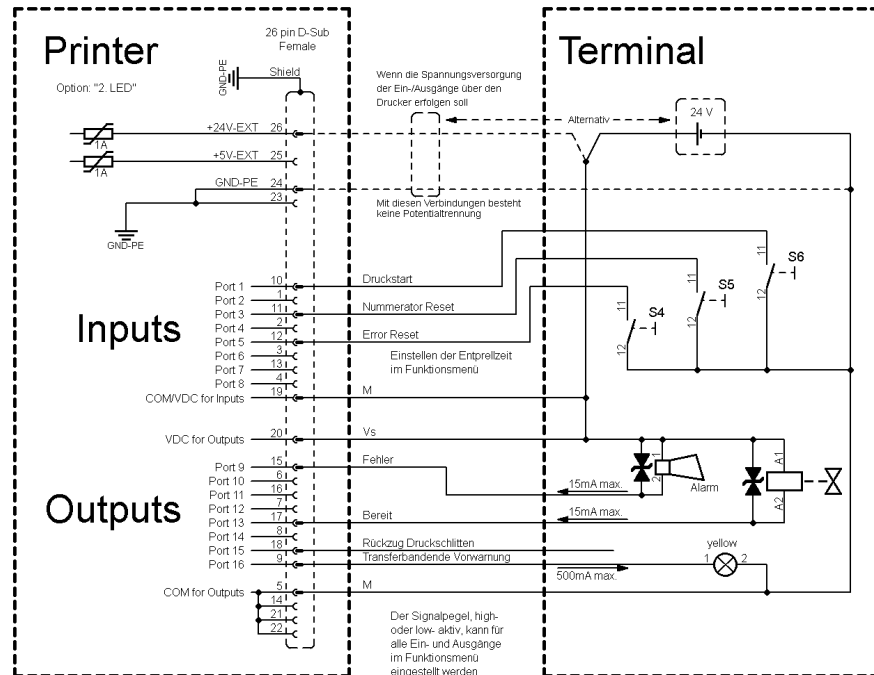 Printer
Option: "2. LED"
26 pin D-Sub
Female
Shield
GND-PE
Terminal
Wenn die Spannungsversorgung
der Ein-/Ausgänge über den
Drucker erfolgen soll
Alternativ
24 V
+24V-EXT 26
1A
+5V-EXT 25
1A
GND-PE 24
23
GND-PE
Mit diesen Verbindungen besteht
keine Potentialtrennung
Inputs
Port 1 10 Druckstart
Port 2 1
Port 3 11 Nummerator Reset
Port 4 2
Port 5 12 Error Reset
Port 6 3
Port 7 13
Port 8 4
COM/VDC for Inputs 19 M
Einstellen der Entprellzeit
im Funktionsmenü
11 S6 12
11 S5 12
11 S4 12
VDC for Outputs 20 Vs
Outputs
Port 9 15 Fehler
Port 10 6
Port 11 16
Port 12 7
Port 13 17 Bereit
Port 14 8
Port 15 18 Rückzug Druckschlitten
Port 16 9 Transferbandende Vorwarnung
COM for Outputs 5 M
14
21
22
15mA max.
15mA max.
500mA max.
1 2 Alarm
A1 A2
yellow
1 2
Der Signalpegel, high-
oder low- aktiv, kann für
alle Ein- und Ausgänge
im Funktionsmenü
eingestellt werden